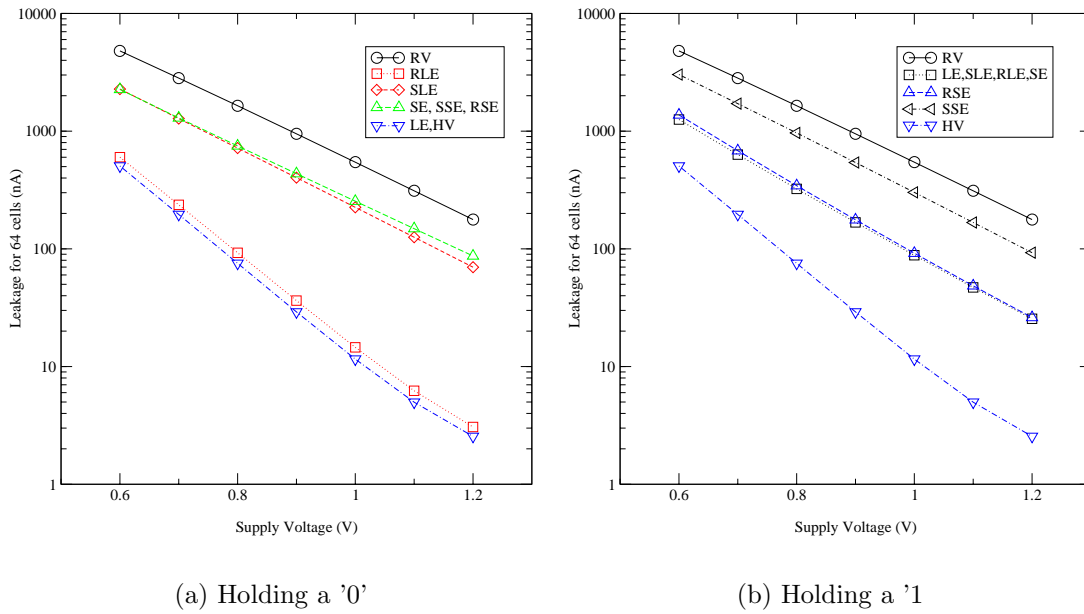 10000
1000
100
10
1
Leakage for 64 cells (nA)
0.6
0.8
1
1.2
Supply Voltage (V)
RV
RLE
SLE
SE, SSE, RSE
LE,HV
(a) Holding a '0'
10000
1000
100
10
1
Leakage for 64 cells (nA)
0.6
0.8
1
1.2
Supply Voltage (V)
RV
LE,SLE,RLE,SE
RSE
SSE
HV
(b) Holding a '1